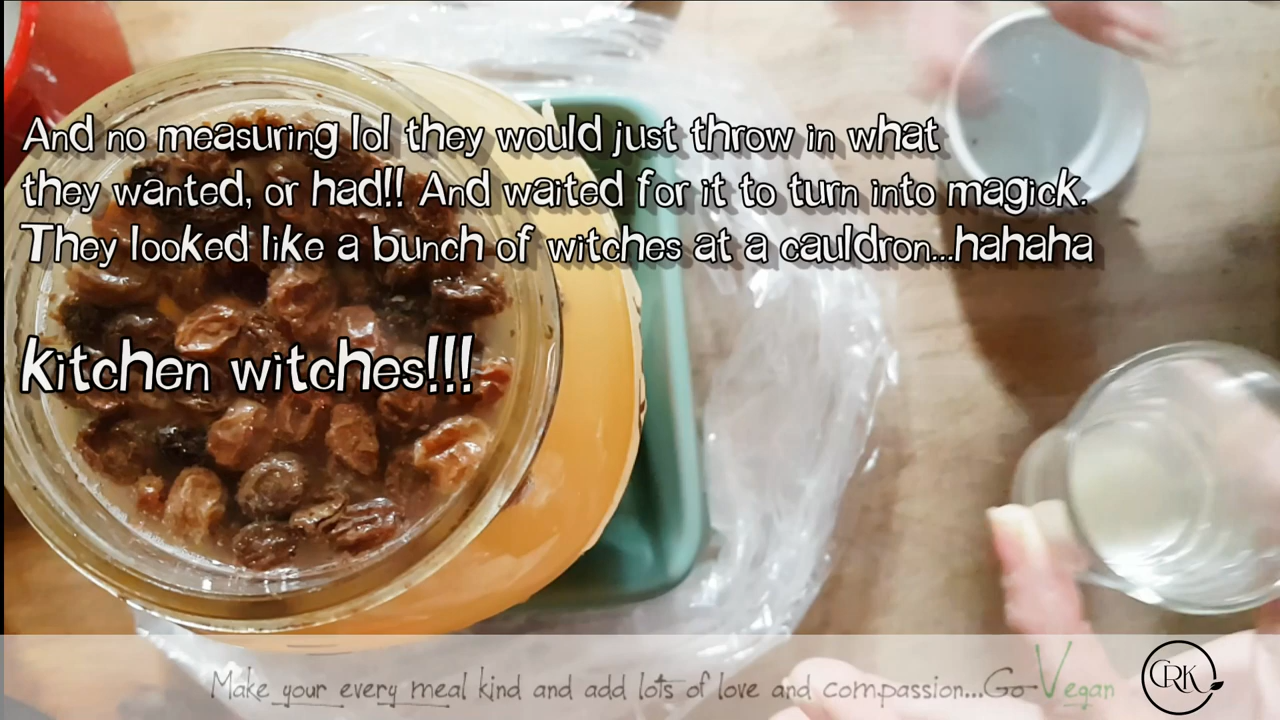 And no measuring lol they would just throw in what
they wanted, or had!! And waited for it to turn into magick.
They looked like a bunch of witches at a cauldron...hahaha
kitchen witches!!!
Make your every meal kind and add lots of love and compassion...Go Vegan
CRK